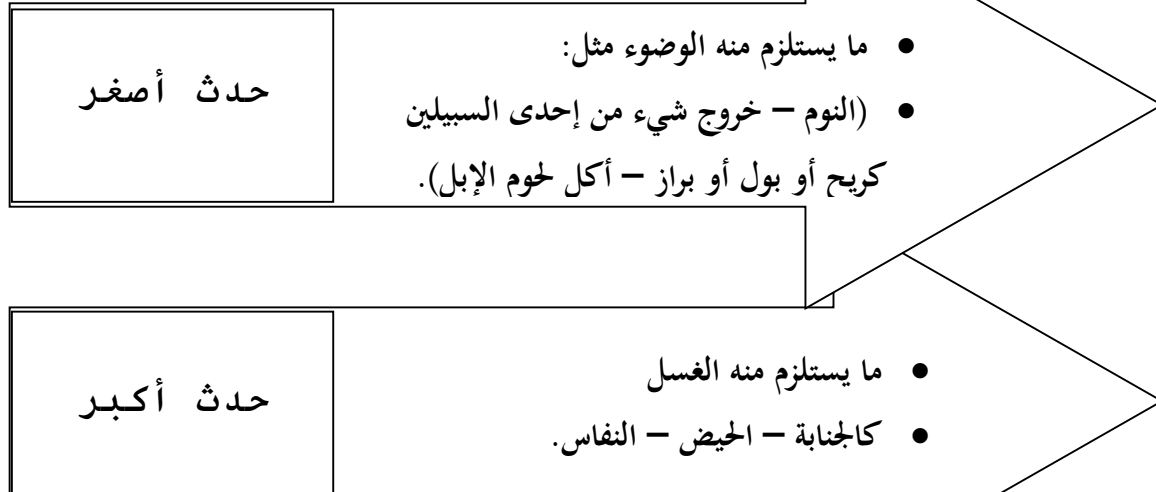 حدث أصغر
• ما يستلزم منه الوضوء مثل:
• (النوم – خروج شيء من إحدى السبيلين
كريح أو بول أو براز – أكل لحوم الإبل).
حدث أكبر
• ما يستلزم منه الغسل
• كالجنابة – الحيض – النفاس.